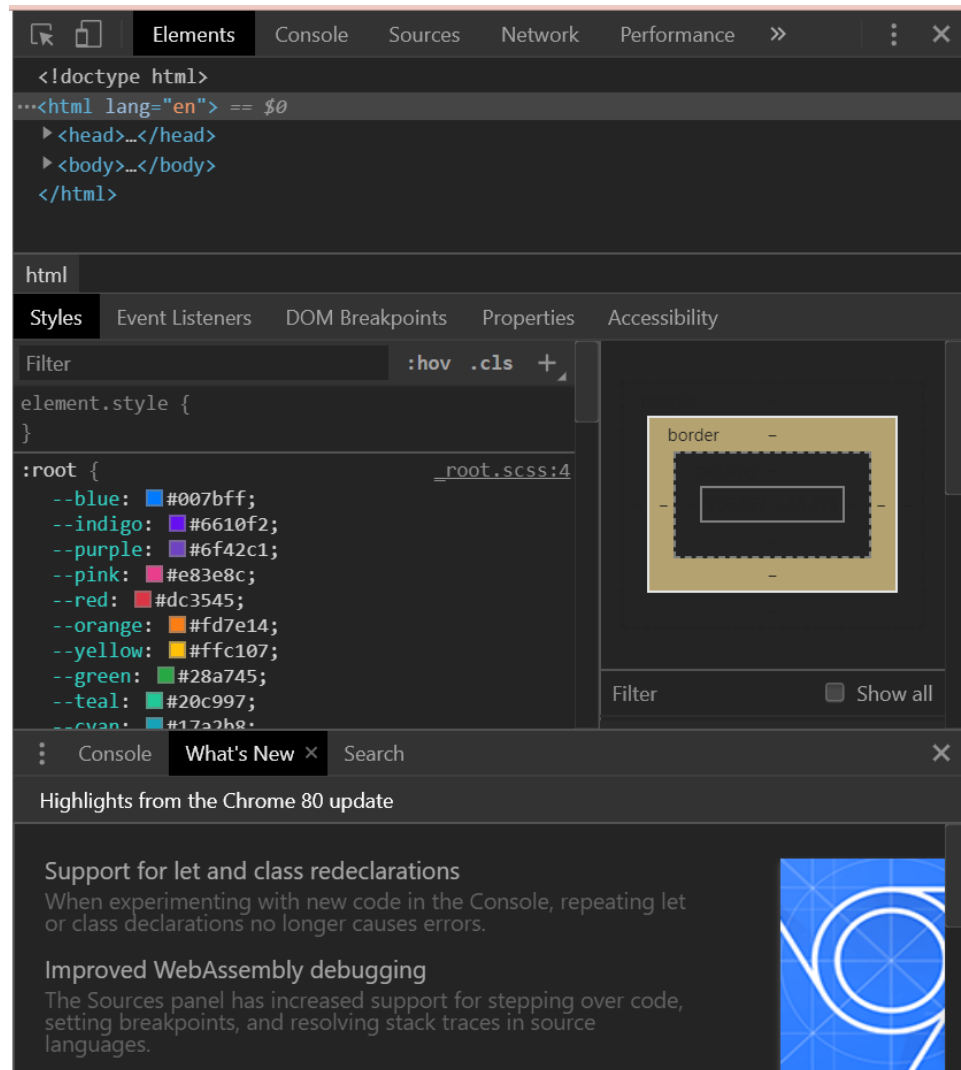 Elements Console Sources Network Performance »
<!doctype html>
…<html lang="en"> == $0
<head>…</head>
<body>…</body>
</html>
html
Styles Event Listeners DOM Breakpoints Properties Accessibility
Filter :hov .cls +
element.style {
}
:root { _root.scss:4
--blue: #007bff;
--indigo: #6610f2;
--purple: #6f42c1;
--pink: #e83e8c;
--red: #dc3545;
--orange: #fd7e14;
--yellow: #ffc107;
--green: #28a745;
--teal: #20c997;
--cyan: #17a2b8;
border –
– –
–
Filter Show all
Console What's New × Search
Highlights from the Chrome 80 update
Support for let and class redeclarations
When experimenting with new code in the Console, repeating let
or class declarations no longer causes errors.
Improved WebAssembly debugging
The Sources panel has increased support for stepping over code,
setting breakpoints, and resolving stack traces in source
languages.